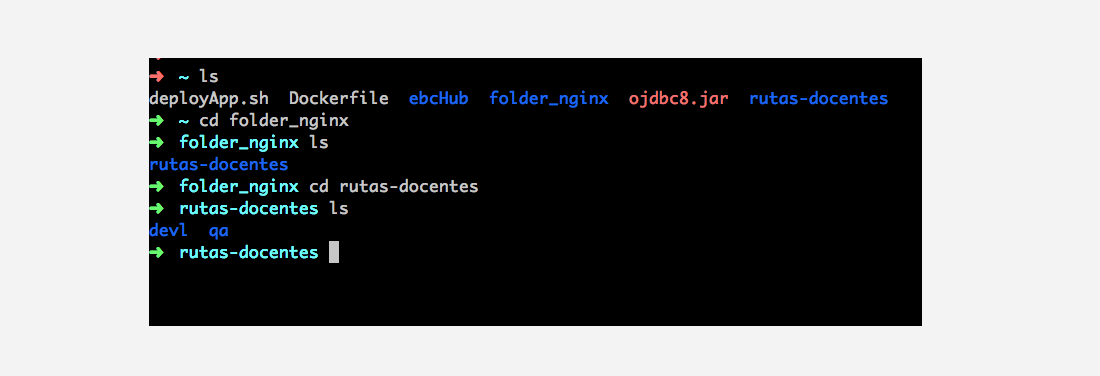 ➜ ~ ls
deployApp.sh Dockerfile ebcHub folder_nginx ojdbc8.jar rutas-docentes
➜ ~ cd folder_nginx
➜ folder_nginx ls
rutas-docentes
➜ folder_nginx cd rutas-docentes
➜ rutas-docentes ls
devl qa
➜ rutas-docentes